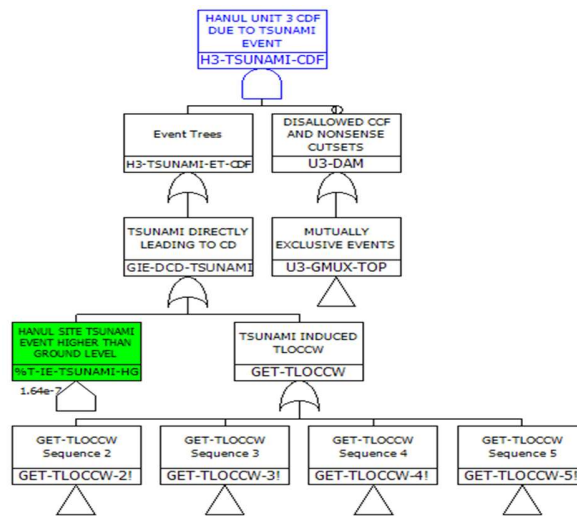 HANUL UNIT 3 CDF
DUE TO TSUNAMI
EVENT
H3-TSUNAMI-CDF
Event Trees
H3-TSUNAMI-ET-CDF
DISALLOWED CCF
AND NONSENSE
CUTSETS
U3-DAM
TSUNAMI DIRECTLY
LEADING TO CD
GIE-DCD-TSUNAMI
MUTUALLY
EXCLUSIVE EVENTS
U3-GMUX-TOP
HANUL SITE TSUNAMI
EVENT HIGHER THAN
GROUND LEVEL
%T-IE-TSUNAMI-HG
1.64e-7
TSUNAMI INDUCED
TLOCCW
GET-TLOCCW
GET-TLOCCW
Sequence 2
GET-TLOCCW-2!
GET-TLOCCW
Sequence 3
GET-TLOCCW-3!
GET-TLOCCW
Sequence 4
GET-TLOCCW-4!
GET-TLOCCW
Sequence 5
GET-TLOCCW-5!